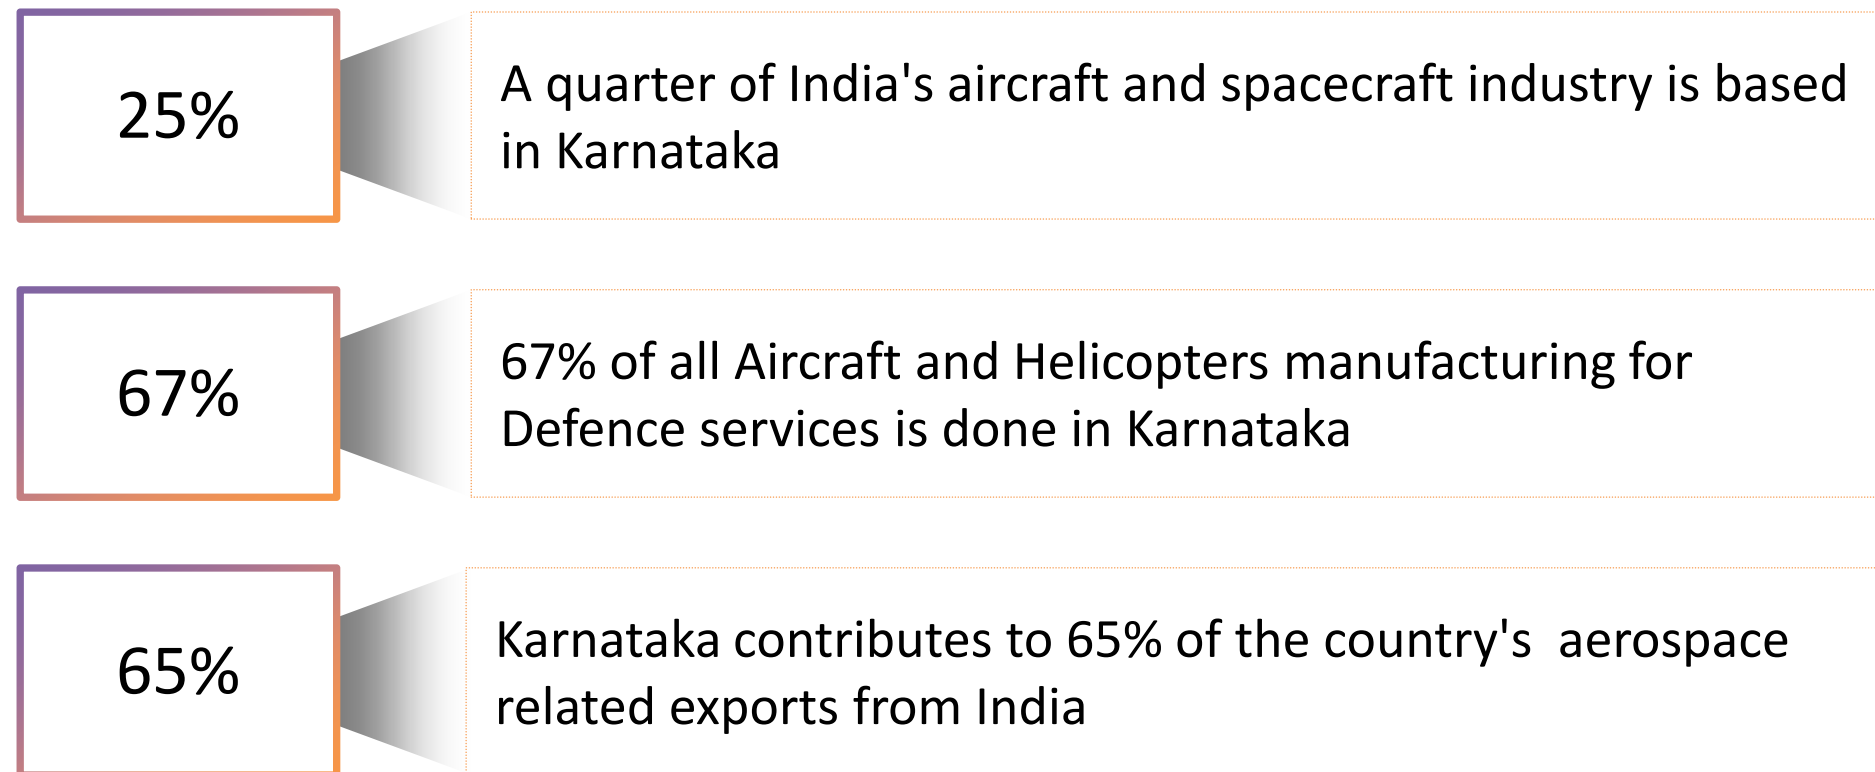 25%
A quarter of India's aircraft and spacecraft industry is based
in Karnataka
67%
67% of all Aircraft and Helicopters manufacturing for
Defence services is done in Karnataka
65%
Karnataka contributes to 65% of the country's  aerospace
related exports from India